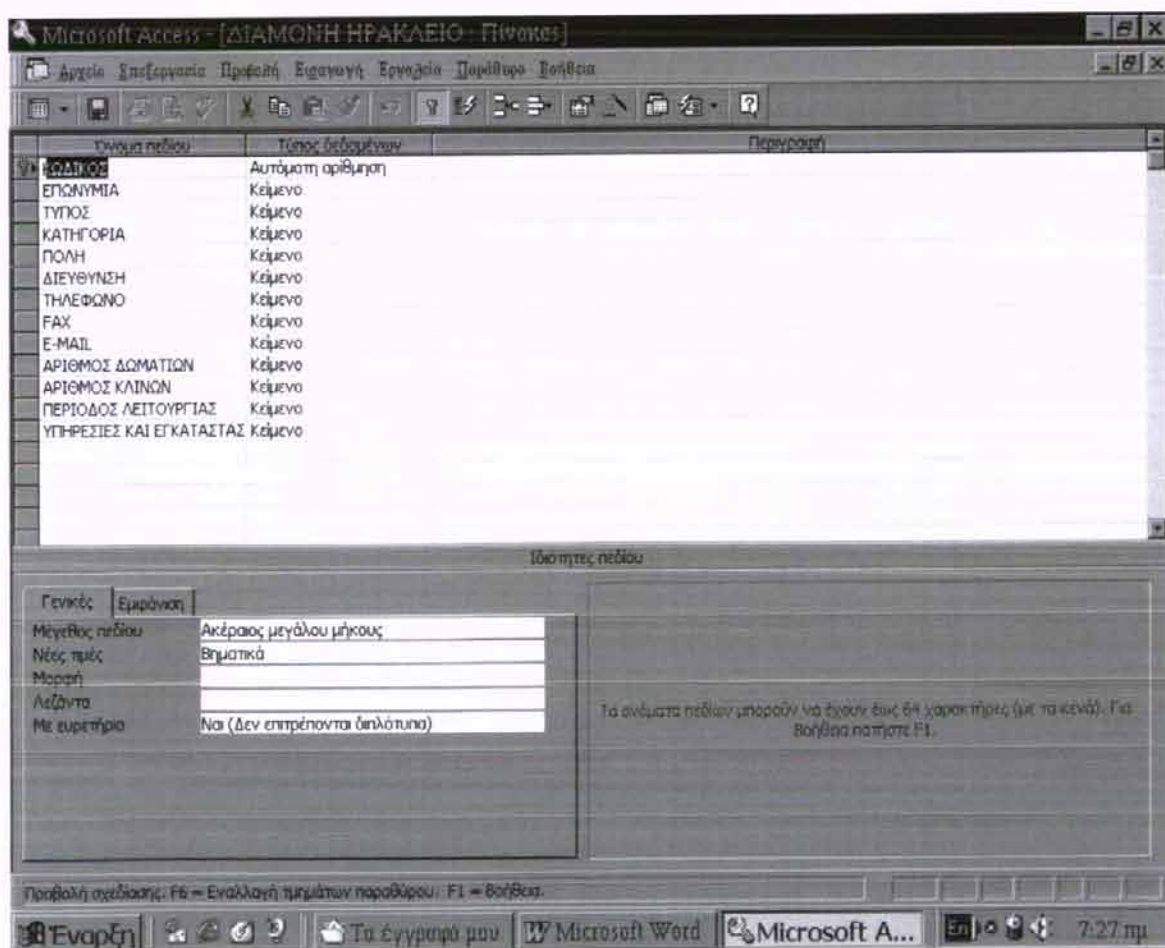 Microsoft Access - [ΔΙΑΜΟΝΗ ΗΡΑΚΛΕΙΟ : Πίνακας]
Αρχείο Επεξεργασία Προβολή Εισαγωγή Εργαλεία Παράθυρο Βοήθεια
Όνομα πεδίου Τύπος δεδομένων Περιγραφή
ΚΩΔΙΚΟΣ Αυτόματη αρίθμηση
ΕΠΩΝΥΜΙΑ Κείμενο
ΤΥΠΟΣ Κείμενο
ΚΑΤΗΓΟΡΙΑ Κείμενο
ΠΟΛΗ Κείμενο
ΔΙΕΥΘΥΝΣΗ Κείμενο
ΤΗΛΕΦΩΝΟ Κείμενο
FAX Κείμενο
E-MAIL Κείμενο
ΑΡΙΘΜΟΣ ΔΩΜΑΤΙΩΝ Κείμενο
ΑΡΙΘΜΟΣ ΚΛΙΝΩΝ Κείμενο
ΠΕΡΙΟΔΟΣ ΛΕΙΤΟΥΡΓΙΑΣ Κείμενο
ΥΠΗΡΕΣΙΕΣ ΚΑΙ ΕΓΚΑΤΑΣΤΑΣ Κείμενο
Ιδιότητες πεδίου
Γενικές Εμφάνιση
Μέγεθος πεδίου Ακέραιος μεγάλου μήκους
Νέες τιμές Βηματικά
Μορφή
Λεζάντα
Με ευρετήριο Ναι (Δεν επιτρέπονται διπλότυπα)
Τα ονόματα πεδίων μπορούν να έχουν έως 64 χαρακτήρες (με τα κενά). Για
βοήθεια πατήστε F1.
Προβολή σχεδίασης. F6 = Εναλλαγή τμημάτων παραθύρου. F1 = Βοήθεια.
Έναρξη Τα έγγραφά μου Microsoft Word Microsoft A... En 7:27 πμ